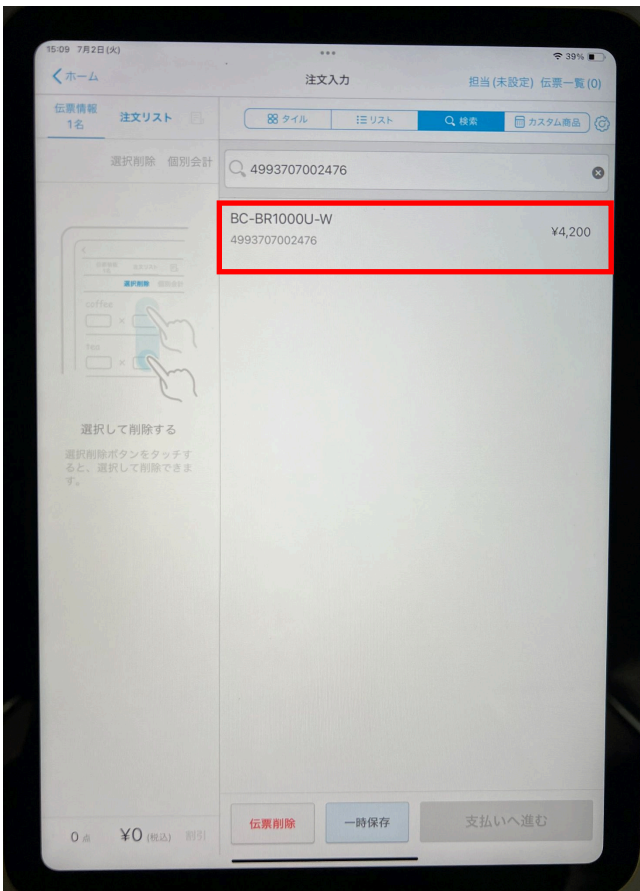 15:09 7月2日(火)
39%
ホーム
注文入力
担当(未設定) 伝票一覧(0)
伝票情報
1名
注文リスト
タイル
リスト
検索
カスタム商品
選択削除 個別会計
4993707002476
BC-BR1000U-W
4993707002476
¥4,200
選択削除
coffee
×
tea
×
選択して削除する
選択削除ボタンをタッチす
ると、選択して削除できま
す。
0点 ¥0(税込) 割引
伝票削除
一時保存
支払いへ進む